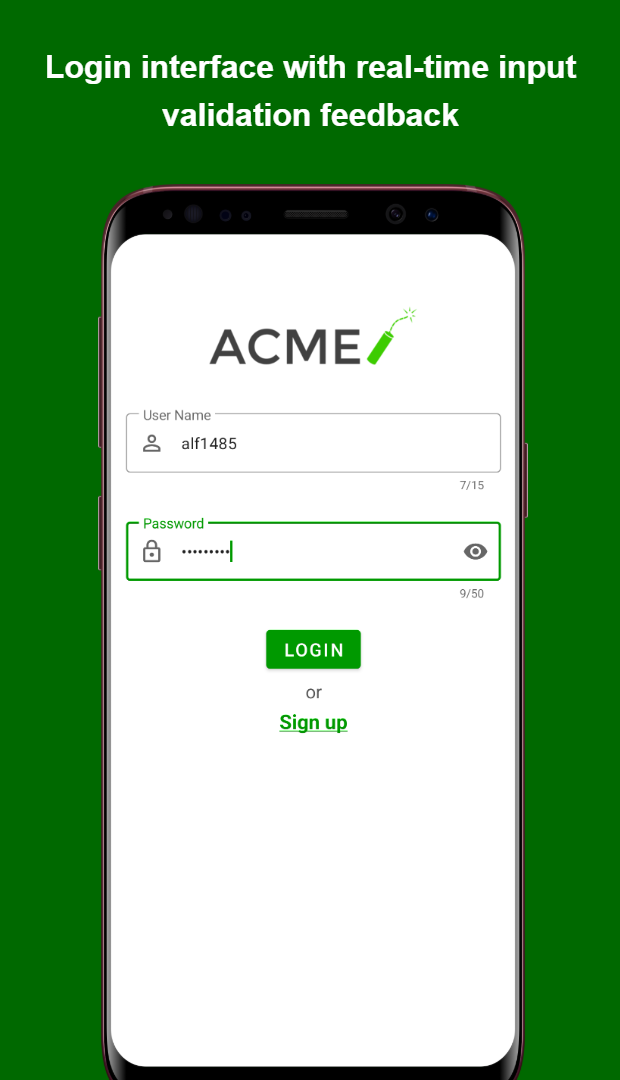 Login interface with real-time input
validation feedback
ACME
User Name
alf1485
7/15
Password
•••••••••
9/50
LOGIN
or
Sign up